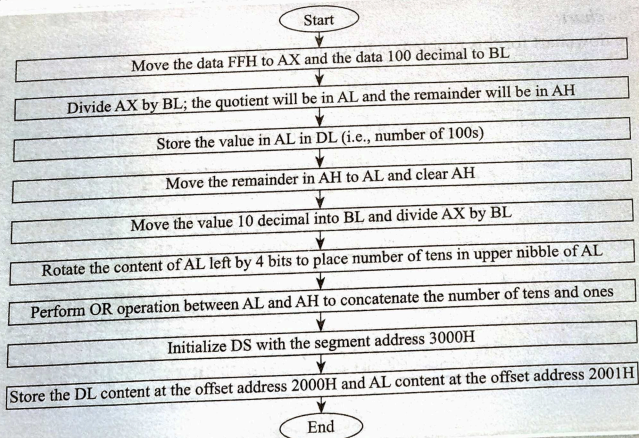 Start
Move the data FFH to AX and the data 100 decimal to BL
Divide AX by BL; the quotient will be in AL and the remainder will be in AH
Store the value in AL in DL (i.e., number of 100s)
Move the remainder in AH to AL and clear AH
Move the value 10 decimal into BL and divide AX by BL
Rotate the content of AL left by 4 bits to place number of tens in upper nibble of AL
Perform OR operation between AL and AH to concatenate the number of tens and ones
Initialize DS with the segment address 3000H
Store the DL content at the offset address 2000H and AL content at the offset address 2001H
End